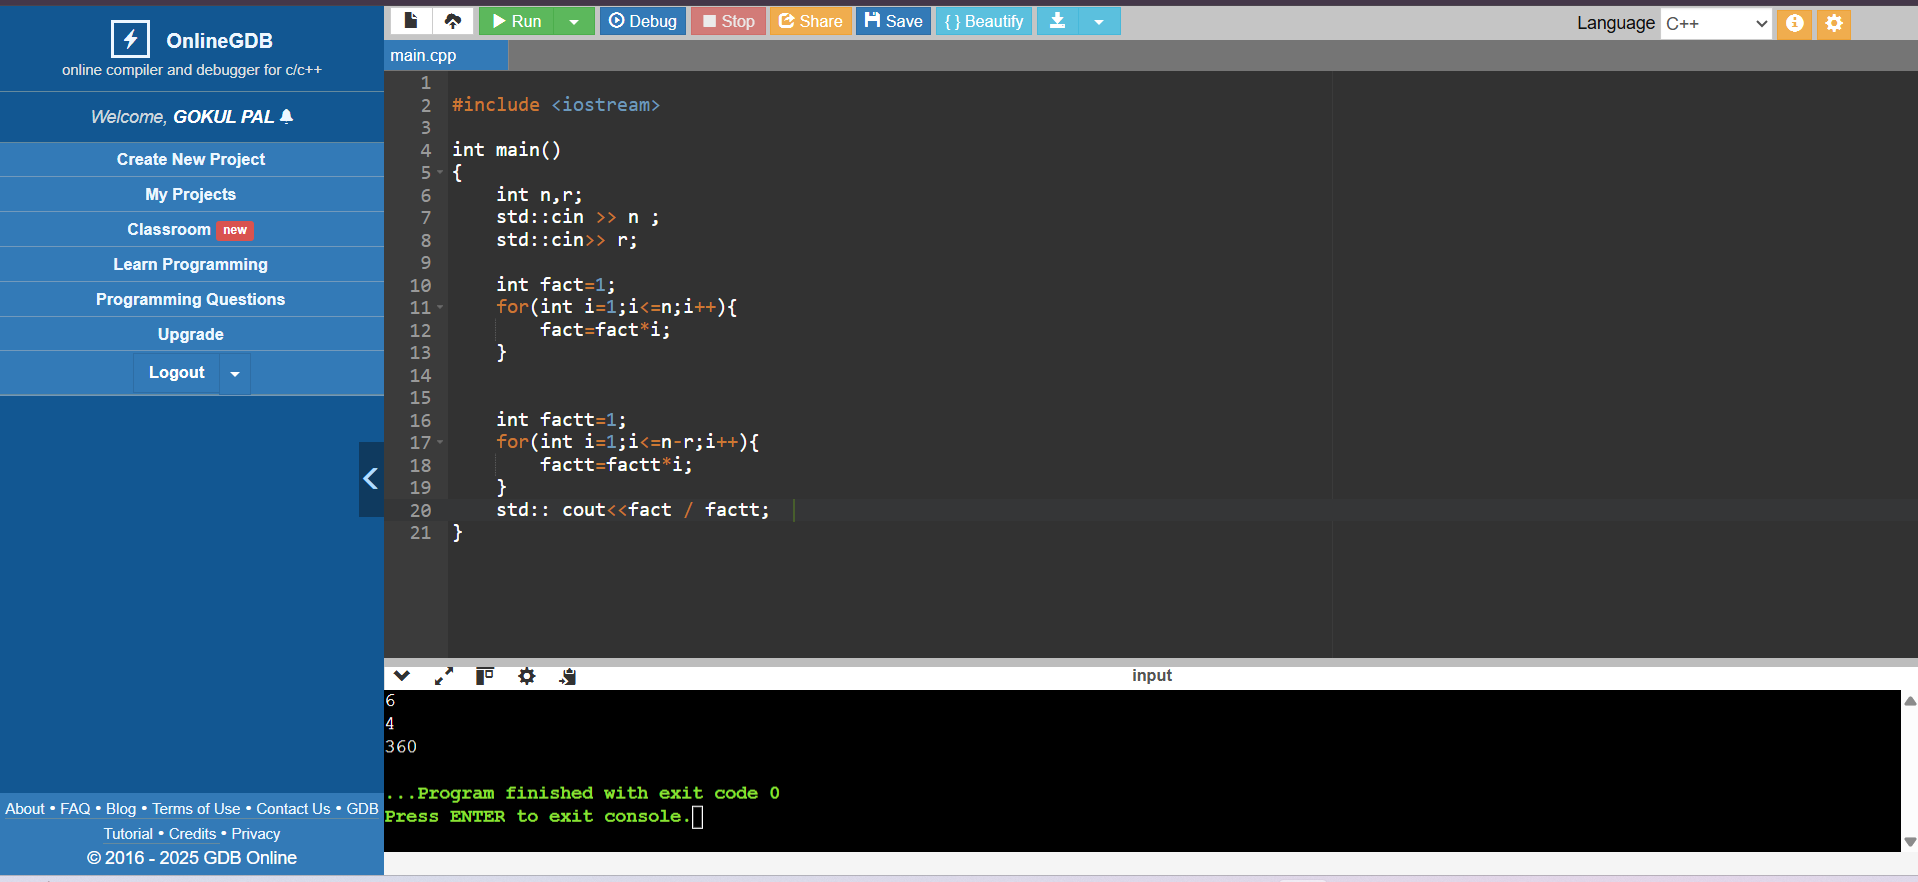 OnlineGDB
online compiler and debugger for c/c++
Welcome, GOKUL PAL
Create New Project
My Projects
Classroom new
Learn Programming
Programming Questions
Upgrade
Logout
About • FAQ • Blog • Terms of Use • Contact Us • GDB
Tutorial • Credits • Privacy
© 2016 - 2025 GDB Online
Run Debug Stop Share Save { } Beautify Language C++
main.cpp
1
2 #include <iostream>
3
4 int main()
5 {
6 int n,r;
7 std::cin >> n ;
8 std::cin>> r;
9
10 int fact=1;
11 for(int i=1;i<=n;i++){
12 fact=fact*i;
13 }
14
15
16 int factt=1;
17 for(int i=1;i<=n-r;i++){
18 factt=factt*i;
19 }
20 std:: cout<<fact / factt;
21 }
input
6
4
360
...Program finished with exit code 0
Press ENTER to exit console.